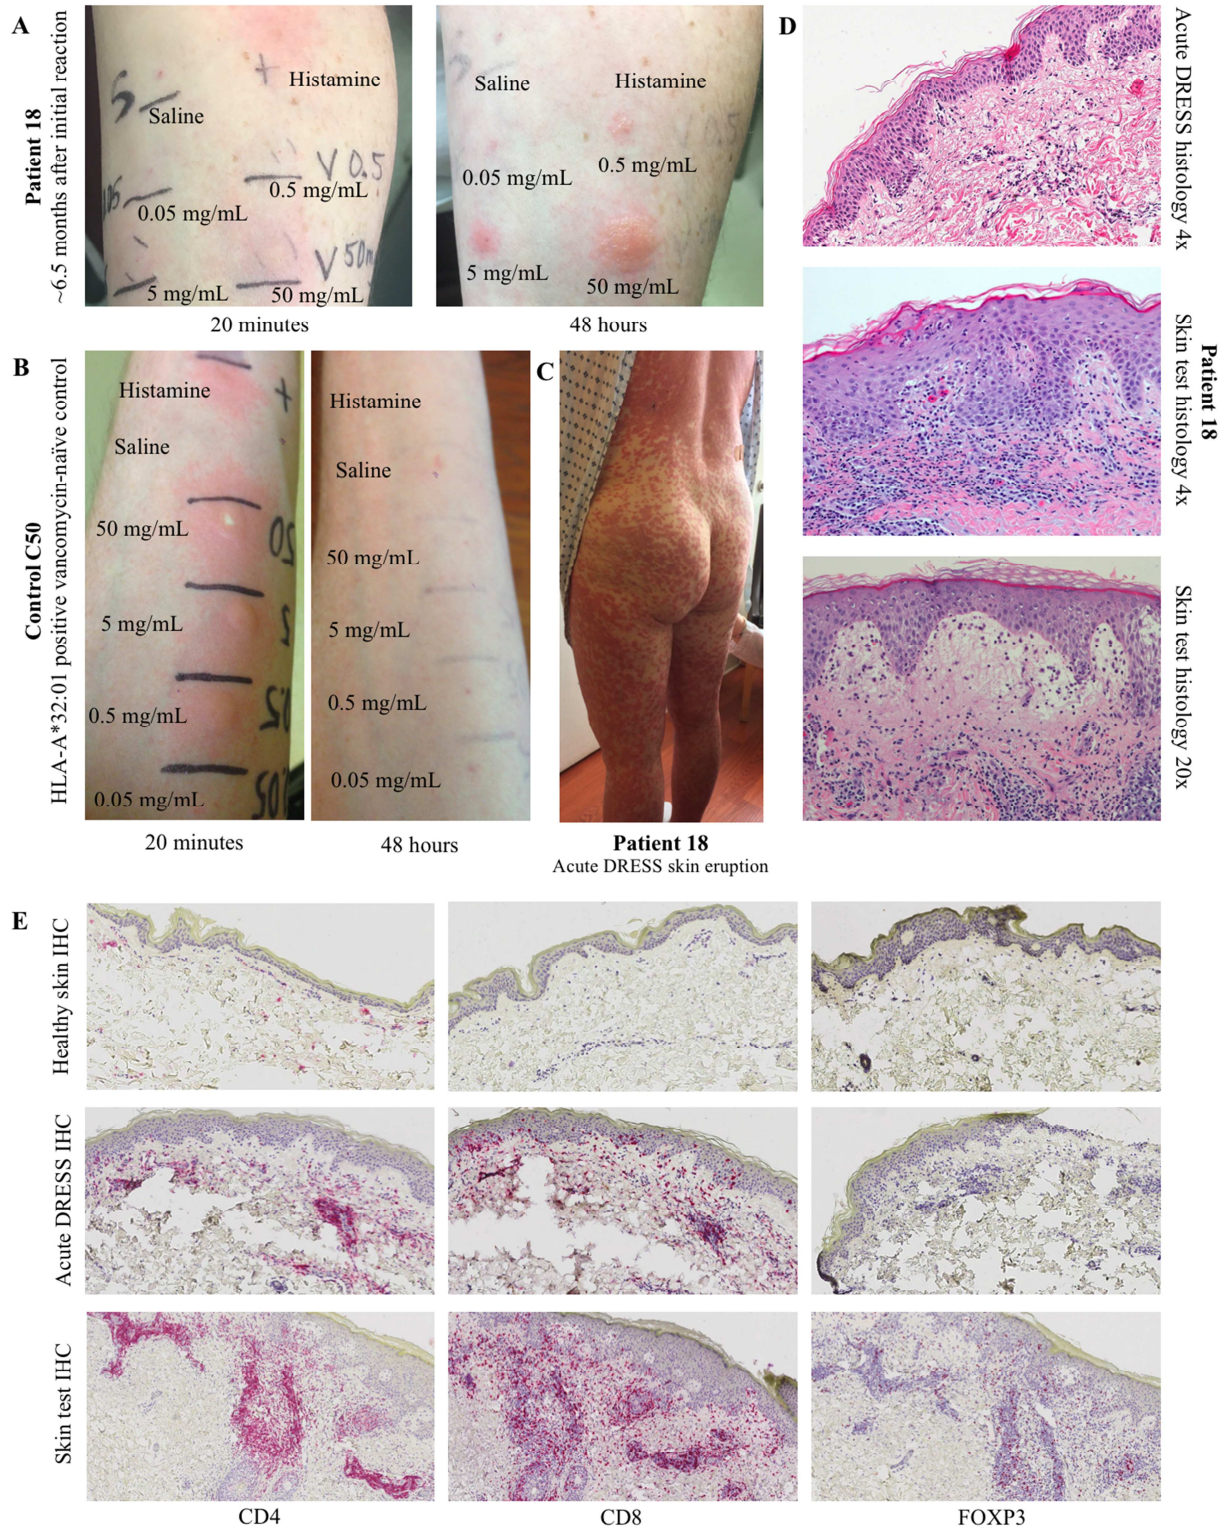 A
Patient 18
~6.5 months after initial reaction
S
+
Histamine
Saline
V 0.5
0.5 mg/mL
0.05 mg/mL
V 50m
5 mg/mL
50 mg/mL
20 minutes
Saline
Histamine
0.5 mg/mL
0.05 mg/mL
5 mg/mL
50 mg/mL
48 hours
B
Control C50
HLA-A*32:01 positive vancomycin-naïve control
Histamine
+
Saline
50 mg/mL
50
5 mg/mL
5
0.5 mg/mL
0.05 mg/mL
20 minutes
Histamine
Saline
50 mg/mL
5 mg/mL
0.5 mg/mL
0.05 mg/mL
48 hours
C
Patient 18
Acute DRESS skin eruption
D
Acute DRESS histology 4x
Skin test histology 4x
Skin test histology 20x
Patient 18
E
Healthy skin IHC
Acute DRESS IHC
Skin test IHC
CD4
CD8
FOXP3